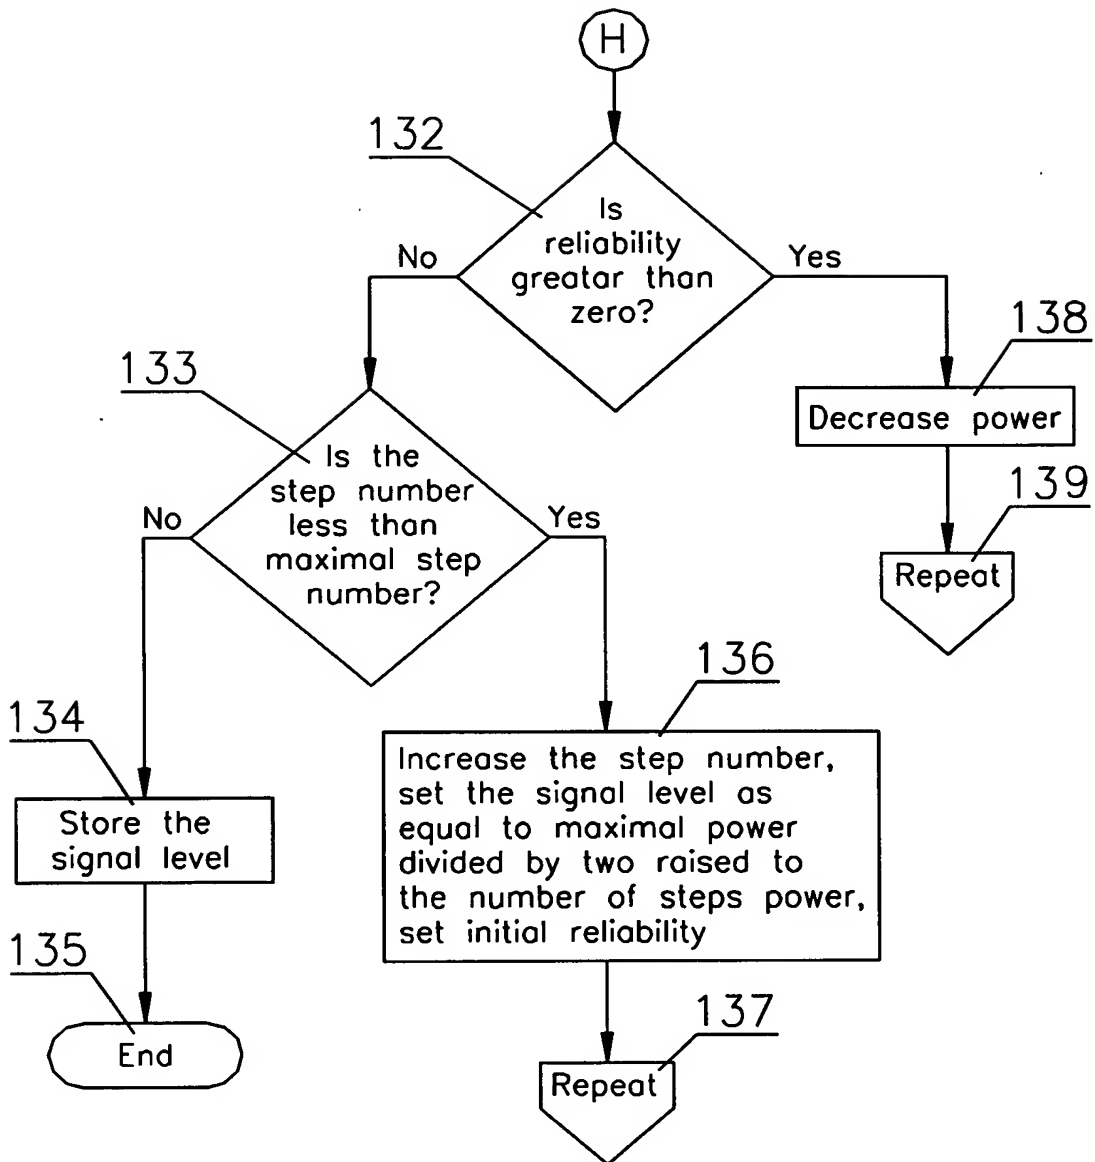 H
132
Is
reliability
greatar than
zero?
No
Yes
138
Decrease power
139
Repeat
133
Is the
step number
less than
maximal step
number?
No
Yes
134
Store the
signal level
135
End
136
Increase the step number,
set the signal level as
equal to maximal power
divided by two raised to
the number of steps power,
set initial reliability
137
Repeat